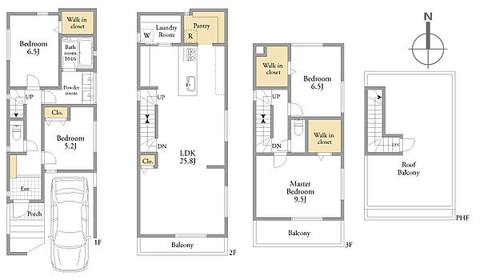 Bedroom
6.5J
Walk in
closet
Bath
room
1616
Powder
room
UP
Clo.
Bedroom
5.2J
Ent.
Porch
1F
Laundry
Room
W
Pantry
R
UP
DN
Clo.
LDK
25.8J
Balcony
2F
Walk in
closet
Bedroom
6.5J
UP
DN
Walk in
closet
Master
Bedroom
9.5J
Balcony
3F
N
DN
Roof
Balcony
PHF